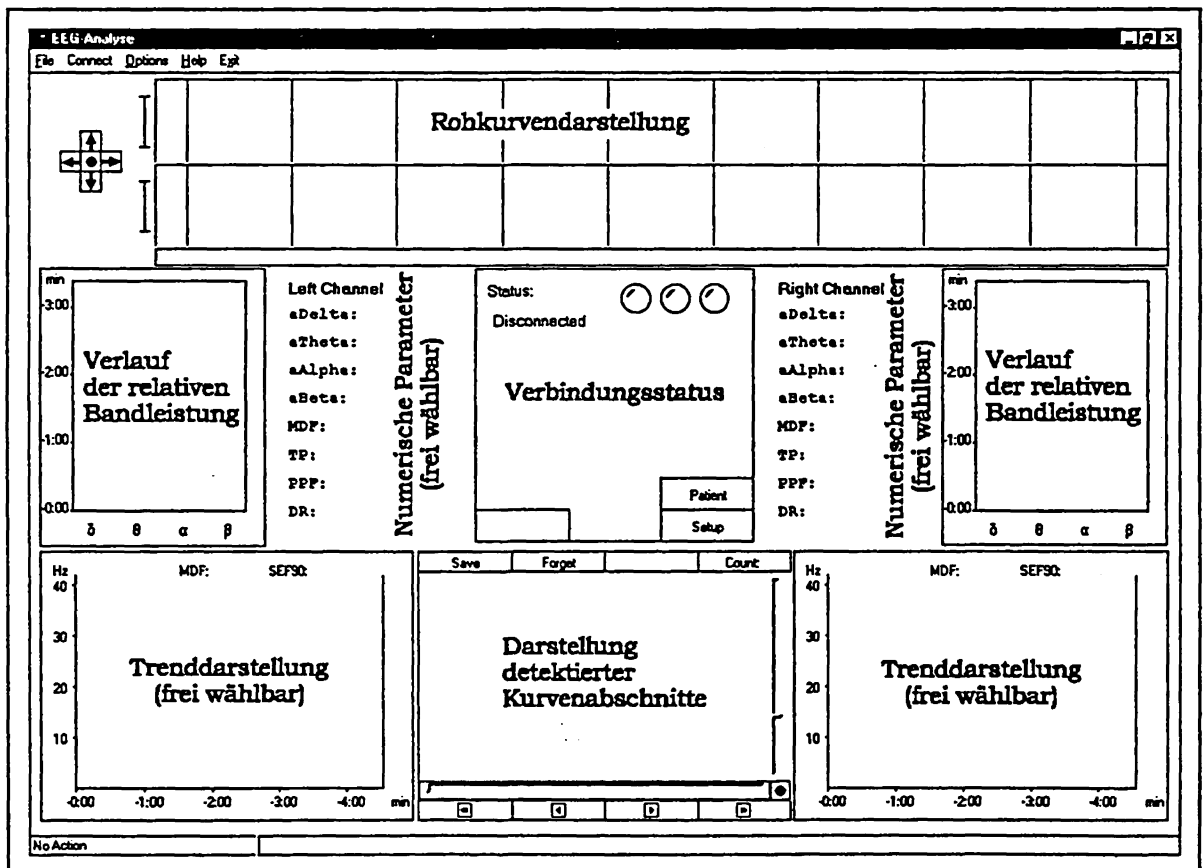 EEG-Analyse
File Connect Options Help Exit
Rohkurvendarstellung
min
-3:00
-2:00
-1:00
-0:00
δ θ α β
Verlauf
der relativen
Bandleistung
Left Channel
aDelta:
aTheta:
aAlpha:
aBeta:
MDF:
TP:
PPF:
DR:
Numerische Parameter
(frei wählbar)
Status:
Disconnected
Verbindungsstatus
Patient
Setup
Right Channel
aDelta:
aTheta:
aAlpha:
aBeta:
MDF:
TP:
PPF:
DR:
Numerische Parameter
(frei wählbar)
min
-3:00
-2:00
-1:00
-0:00
δ θ α β
Verlauf
der relativen
Bandleistung
Hz MDF: SEF90:
40
30
20
10
Trenddarstellung
(frei wählbar)
-0:00 -1:00 -2:00 -3:00 -4:00 min
Save Forget Count:
Darstellung
detektierter
Kurvenabschnitte
Hz MDF: SEF90:
40
30
20
10
Trenddarstellung
(frei wählbar)
-0:00 -1:00 -2:00 -3:00 -4:00 min
No Action